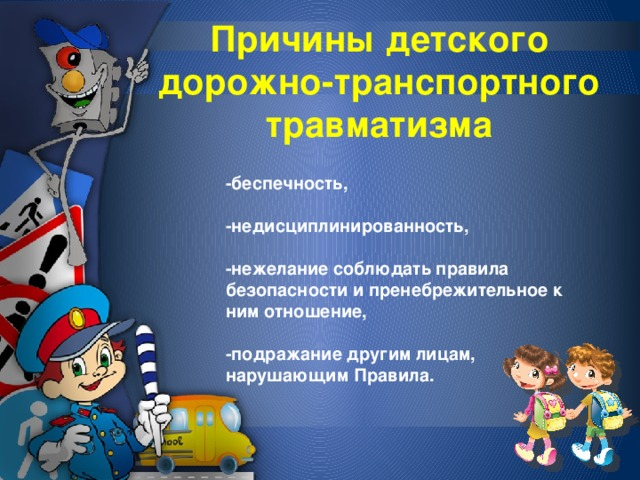 Причины детского
дорожно-транспортного
травматизма
-беспечность,
-недисциплинированность,
-нежелание соблюдать правила
безопасности и пренебрежительное к
ним отношение,
-подражание другим лицам,
нарушающим Правила.
School